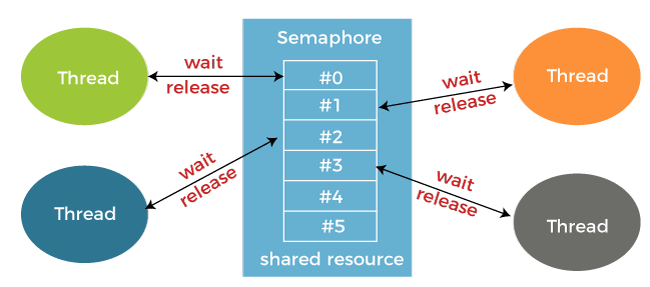 Semaphore
Thread
wait
release
#0
#1
#2
#3
#4
#5
wait
release
Thread
Thread
wait
release
wait
release
Thread
shared resource